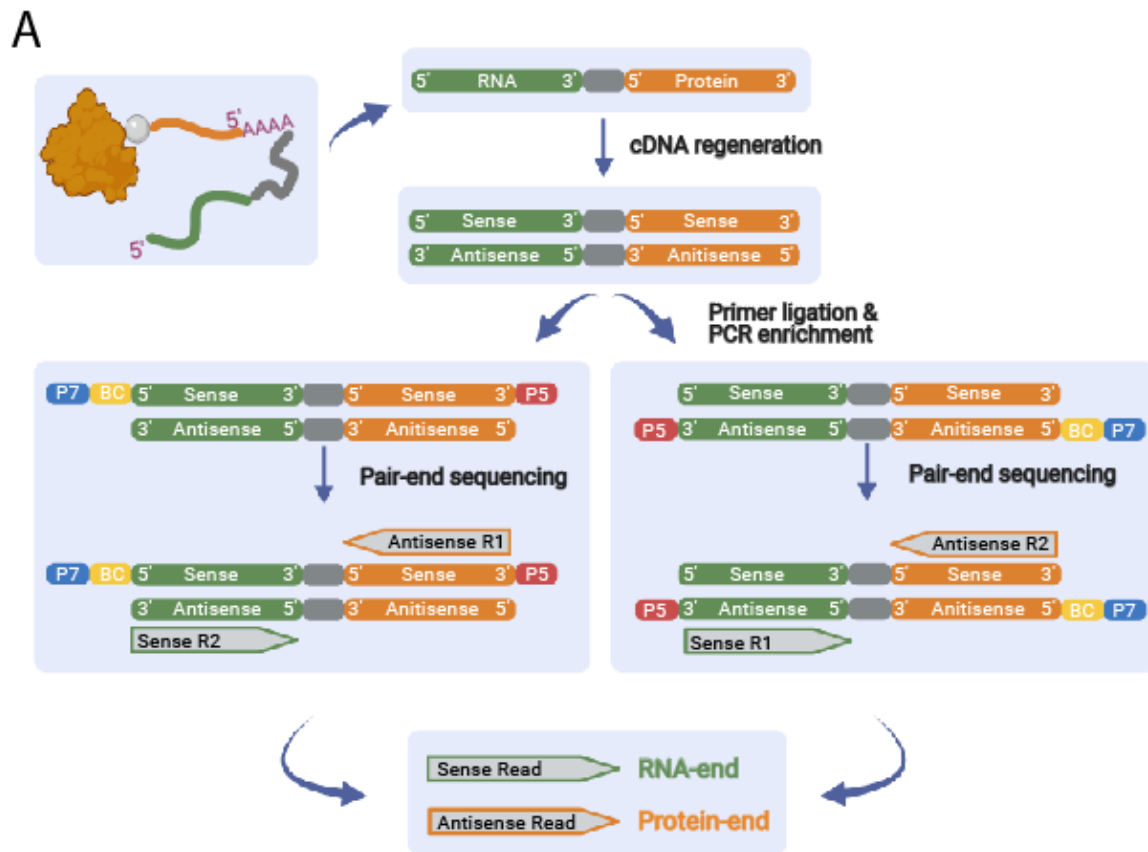 A
5' RNA 3' 5' Protein 3'
5'
AAAA
5'
cDNA regeneration
5' Sense 3' 5' Sense 3'
3' Antisense 5' 3' Anitisense 5'
Primer ligation &
PCR enrichment
P7 BC 5' Sense 3' 5' Sense 3' P5
3' Antisense 5' 3' Anitisense 5'
Pair-end sequencing
Antisense R1
P7 BC 5' Sense 3' 5' Sense 3' P5
3' Antisense 5' 3' Anitisense 5'
Sense R2
5' Sense 3' 5' Sense 3'
P5 3' Antisense 5' 3' Anitisense 5' BC P7
Pair-end sequencing
Antisense R2
5' Sense 3' 5' Sense 3'
P5 3' Antisense 5' 3' Anitisense 5' BC P7
Sense R1
Sense Read RNA-end
Antisense Read Protein-end